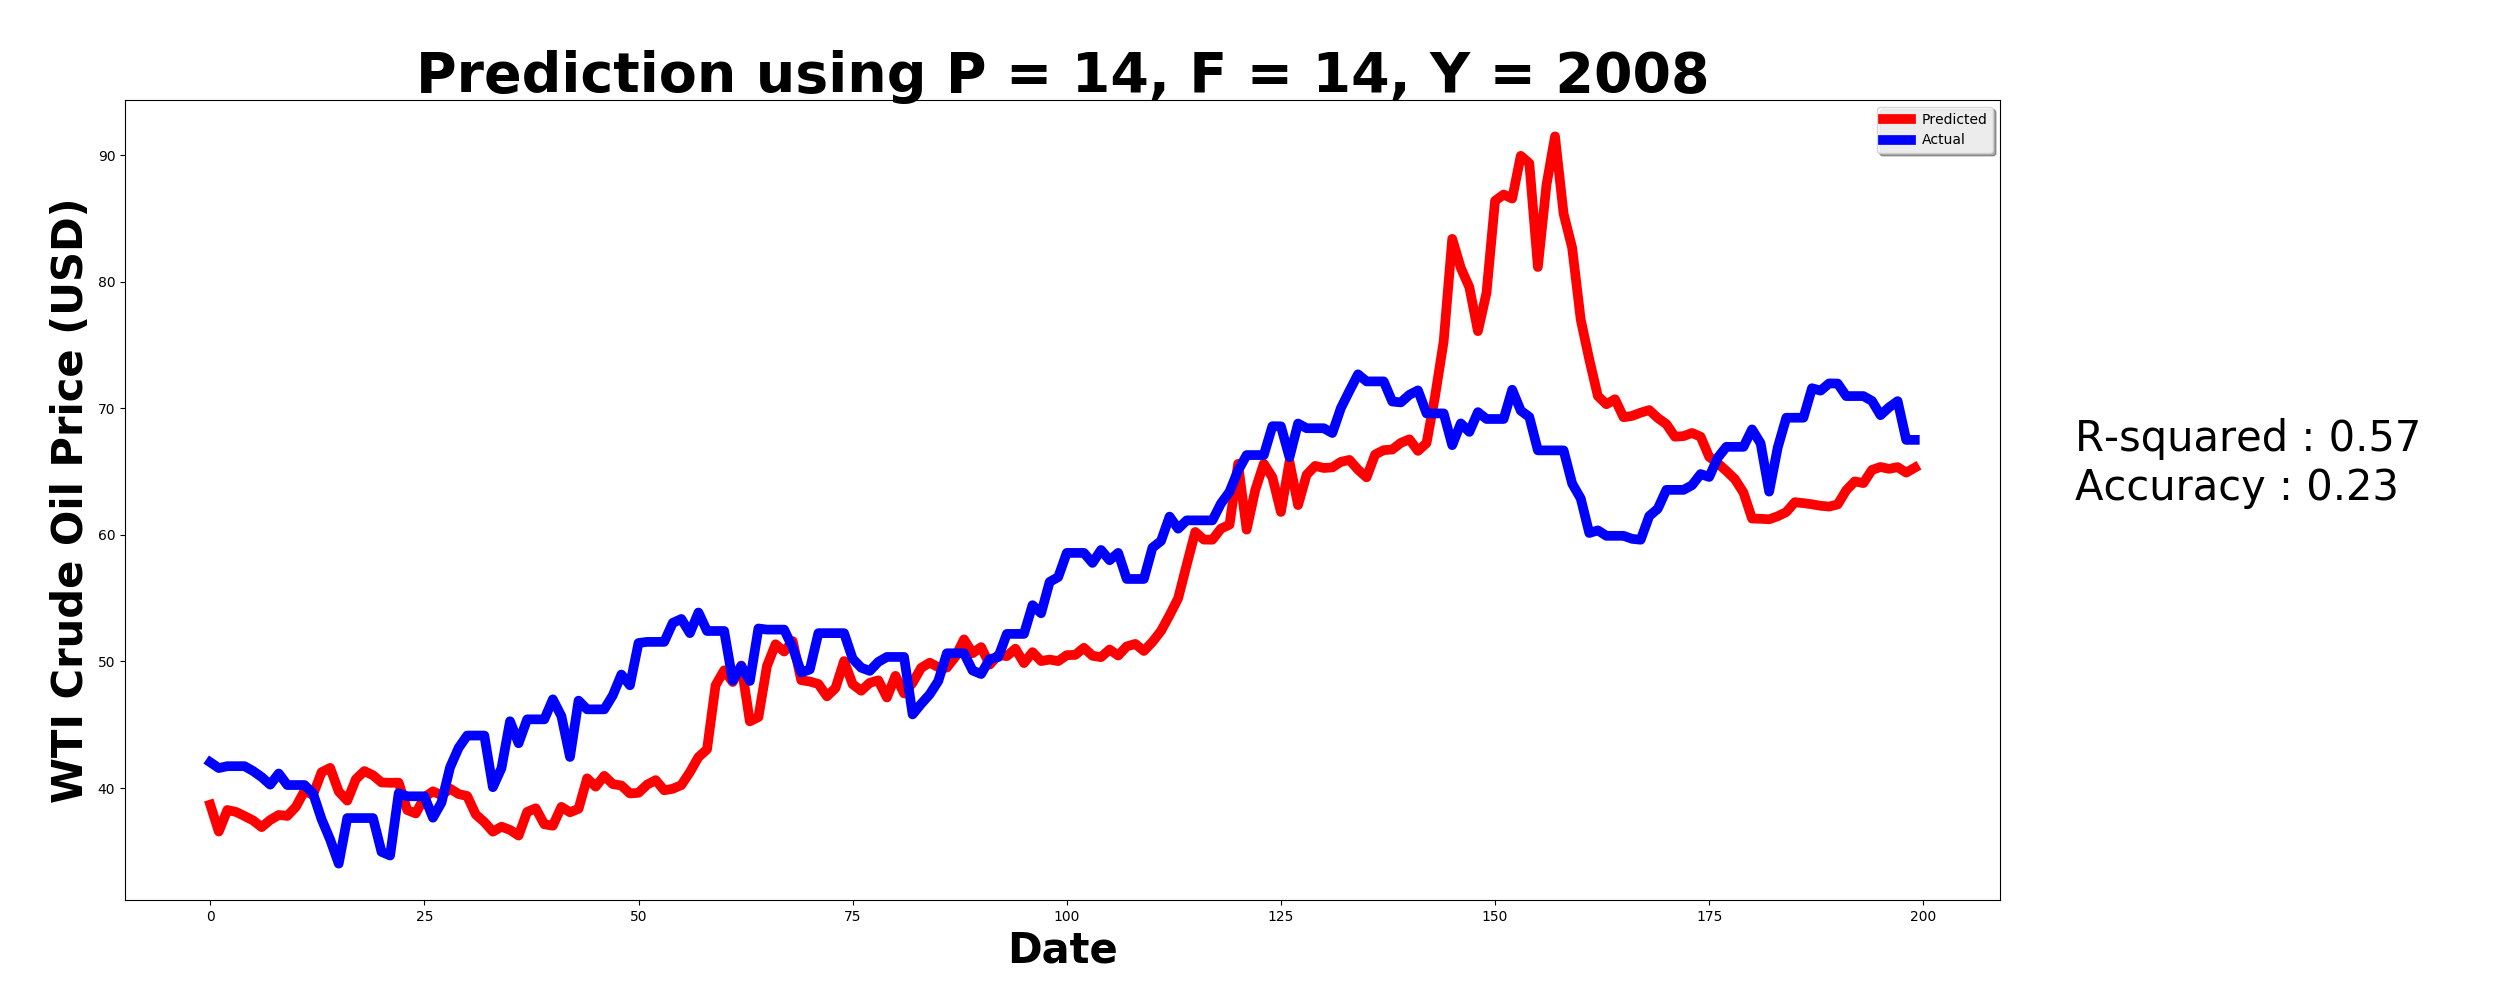 Prediction using P = 14, F = 14, Y = 2008
Predicted
Actual
WTI Crude Oil Price (USD)
90
80
70
60
50
40
0 25 50 75 100 125 150 175 200
Date
R-squared : 0.57
Accuracy : 0.23